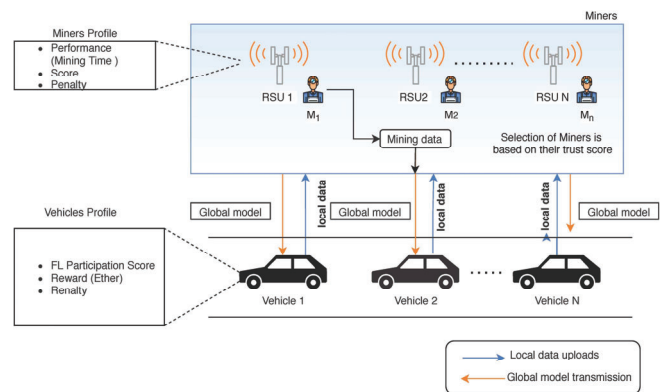 Miners
Miners Profile
Performance
(Mining Time )
Score
Penalty
RSU 1
RSU2
RSU N
M1
M2
Mn
Mining data
Selection of Miners is
based on their trust score
Vehicles Profile
Global model
local data
Global model
local data
local data
Global model
FL Participation Score
Reward (Ether)
Renalty
Vehicle 1
Vehicle 2
Vehicle N
Local data uploads
Global model transmission